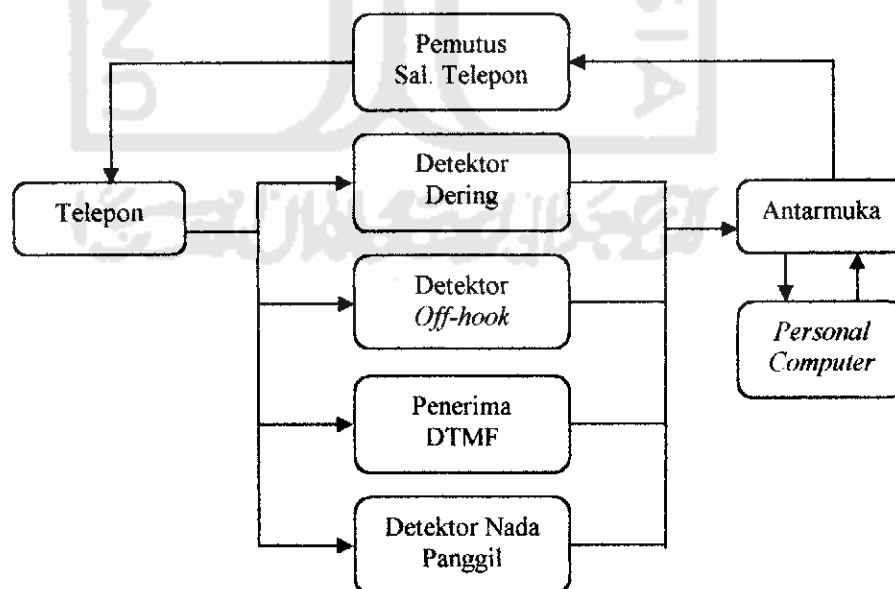 Pemutus
Sal. Telepon
Telepon
Detektor
Dering
Antarmuka
Detektor
Off-hook
Personal
Computer
Penerima
DTMF
Detektor Nada
Panggil